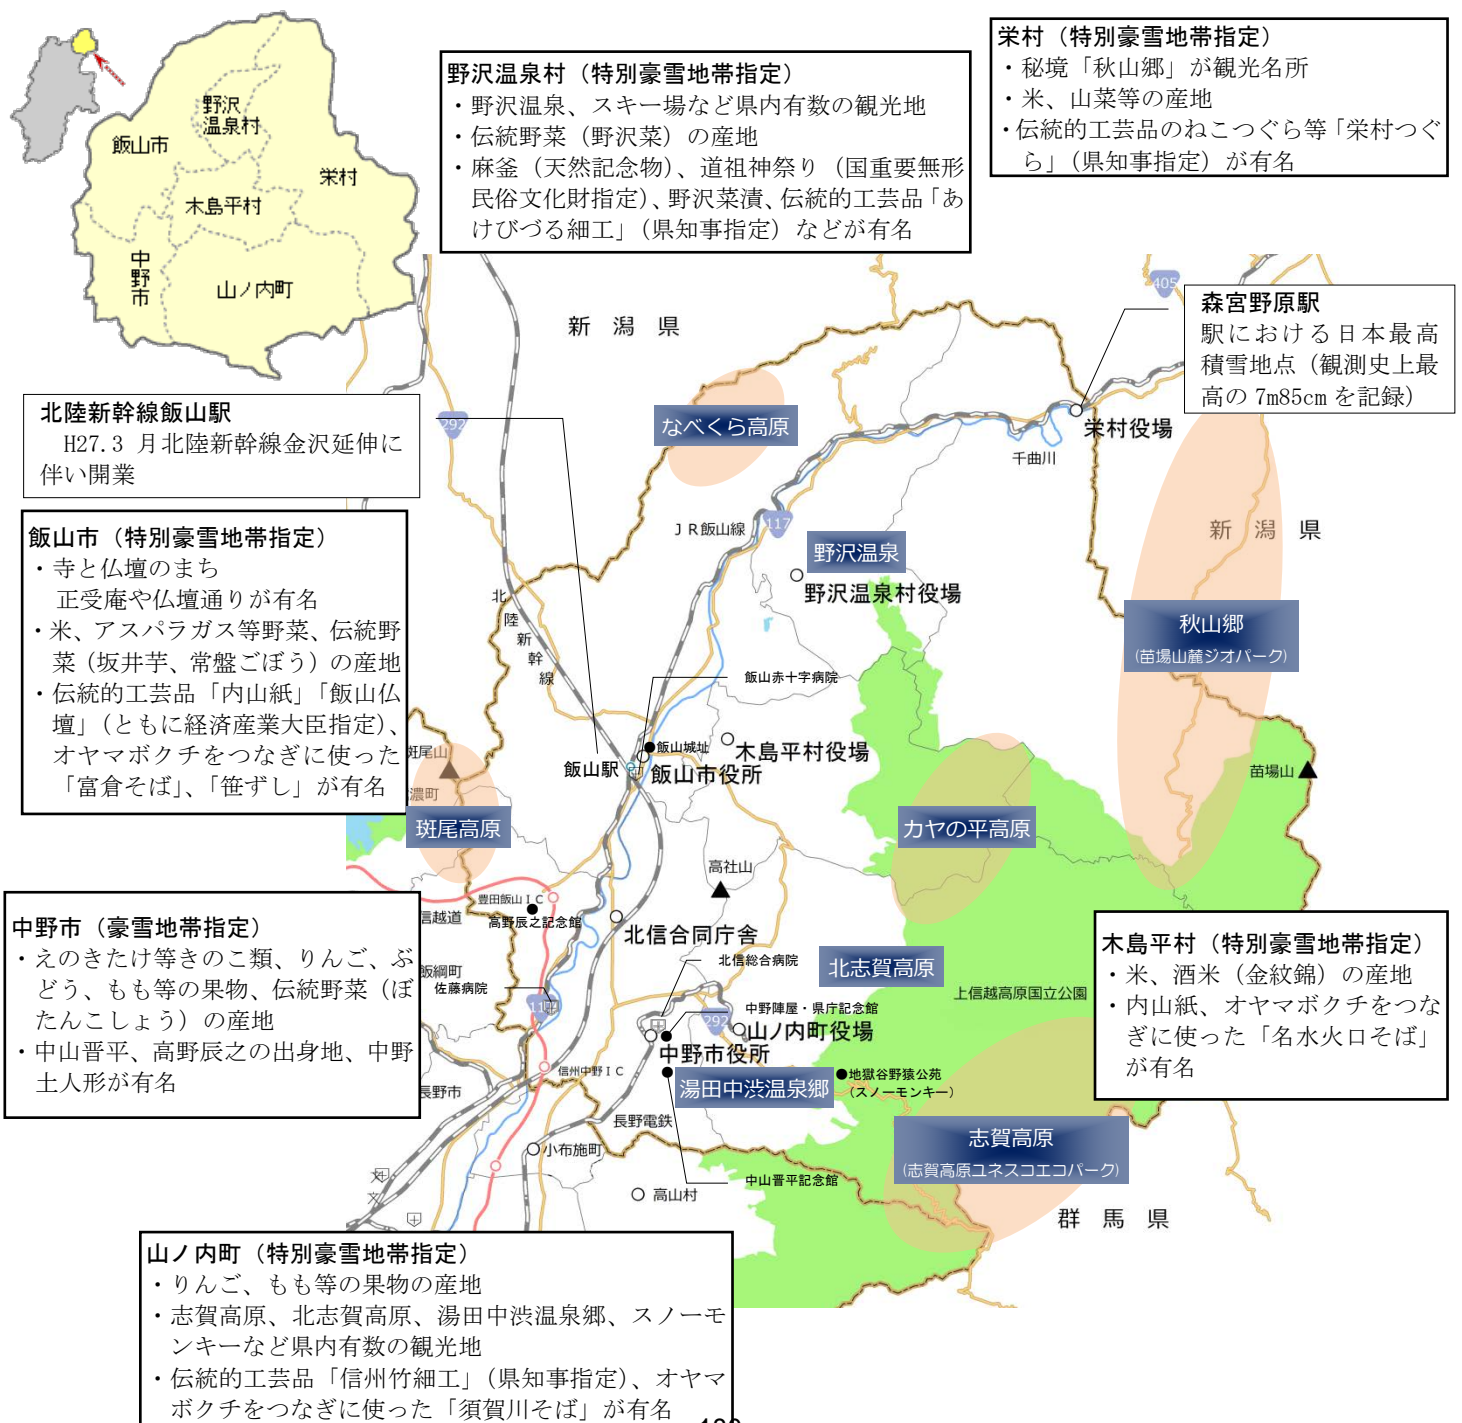 野沢
温泉村
飯山市
栄村
木島平村
中野市
山ノ内町
野沢温泉村（特別豪雪地帯指定）
・野沢温泉、スキー場など県内有数の観光地
・伝統野菜（野沢菜）の産地
・麻釜（天然記念物）、道祖神祭り（国重要無形
民俗文化財指定）、野沢菜漬、伝統的工芸品「あ
けびづる細工」（県知事指定）などが有名
栄村（特別豪雪地帯指定）
・秘境「秋山郷」が観光名所
・米、山菜等の産地
・伝統的工芸品のねこつぐら等「栄村つぐ
ら」（県知事指定）が有名
森宮野原駅
駅における日本最高
積雪地点（観測史上最
高の 7m85cm を記録）
北陸新幹線飯山駅
H27.3 月北陸新幹線金沢延伸に
伴い開業
飯山市（特別豪雪地帯指定）
・寺と仏壇のまち
正受庵や仏壇通りが有名
・米、アスパラガス等野菜、伝統野
菜（坂井芋、常盤ごぼう）の産地
・伝統的工芸品「内山紙」「飯山仏
壇」（ともに経済産業大臣指定）、
オヤマボクチをつなぎに使った
「富倉そば」、「笹ずし」が有名
中野市（豪雪地帯指定）
・えのきたけ等きのこ類、りんご、ぶ
どう、もも等の果物、伝統野菜（ぼ
たんこしょう）の産地
・中山晋平、高野辰之の出身地、中野
土人形が有名
木島平村（特別豪雪地帯指定）
・米、酒米（金紋錦）の産地
・内山紙、オヤマボクチをつな
ぎに使った「名水火口そば」
が有名
山ノ内町（特別豪雪地帯指定）
・りんご、もも等の果物の産地
・志賀高原、北志賀高原、湯田中渋温泉郷、スノーモ
ンキーなど県内有数の観光地
・伝統的工芸品「信州竹細工」（県知事指定）、オヤマ
ボクチをつなぎに使った「須賀川そば」が有名
新潟県
405
292
なべくら高原
栄村役場
千曲川
JR飯山線
117
野沢温泉
野沢温泉村役場
新潟県
秋山郷
(苗場山麓ジオパーク)
北陸新幹線
飯山赤十字病院
飯山城址
木島平村役場
飯山駅
飯山市役所
斑尾山
濃町
斑尾高原
カヤの平高原
苗場山
高社山
豊田飯山IC
信越道
高野辰之記念館
北信合同庁舎
北信総合病院
北志賀高原
上信越高原国立公園
飯綱町
佐藤病院
中野陣屋・県庁記念館
292
山ノ内町役場
中野市役所
信州中野IC
長野市
湯田中渋温泉郷
地獄谷野猿公苑
(スノーモンキー)
長野電鉄
小布施町
志賀高原
(志賀高原ユネスコエコパーク)
中山晋平記念館
高山村
群馬県